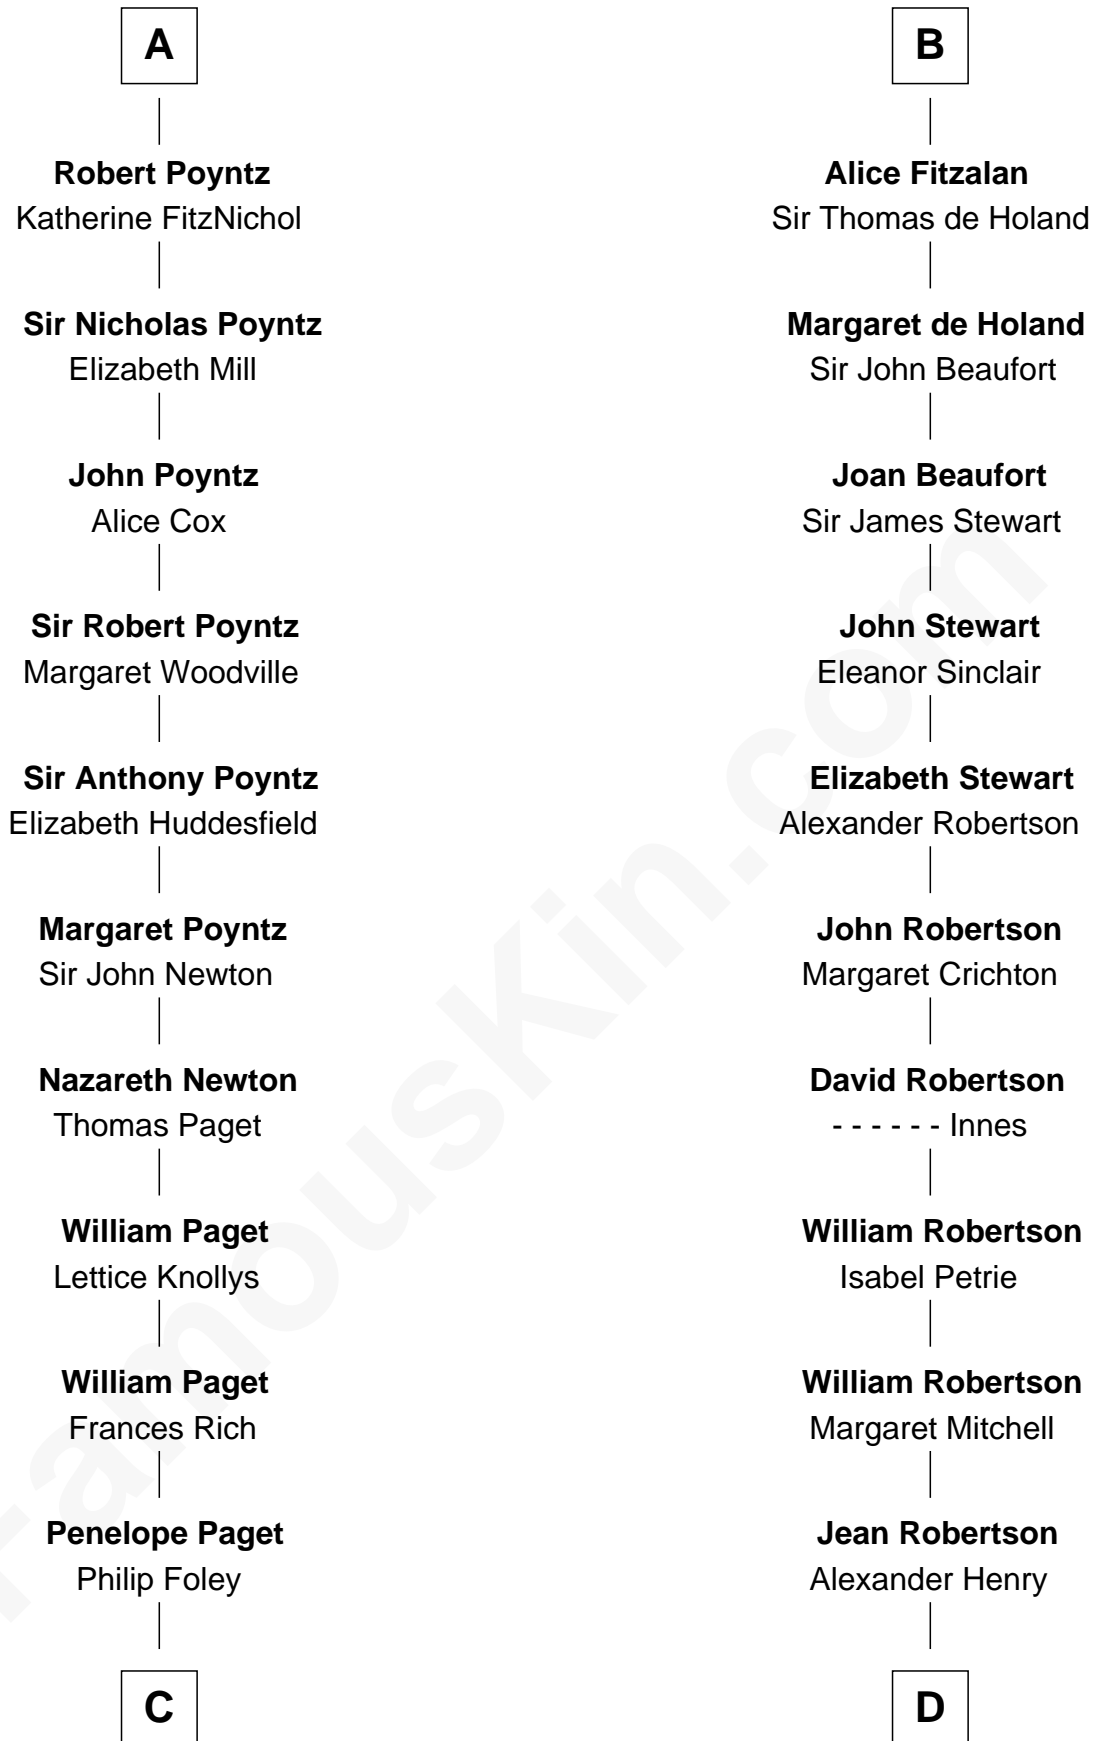 A
Robert Poyntz
Katherine FitzNichol
Sir Nicholas Poyntz
Elizabeth Mill
John Poyntz
Alice Cox
Sir Robert Poyntz
Margaret Woodville
Sir Anthony Poyntz
Elizabeth Huddesfield
Margaret Poyntz
Sir John Newton
Nazareth Newton
Thomas Paget
William Paget
Lettice Knollys
William Paget
Frances Rich
Penelope Paget
Philip Foley
C
B
Alice Fitzalan
Sir Thomas de Holand
Margaret de Holand
Sir John Beaufort
Joan Beaufort
Sir James Stewart
John Stewart
Eleanor Sinclair
Elizabeth Stewart
Alexander Robertson
John Robertson
Margaret Crichton
David Robertson
- - - - - - Innes
William Robertson
Isabel Petrie
William Robertson
Margaret Mitchell
Jean Robertson
Alexander Henry
D
FamousKin.com